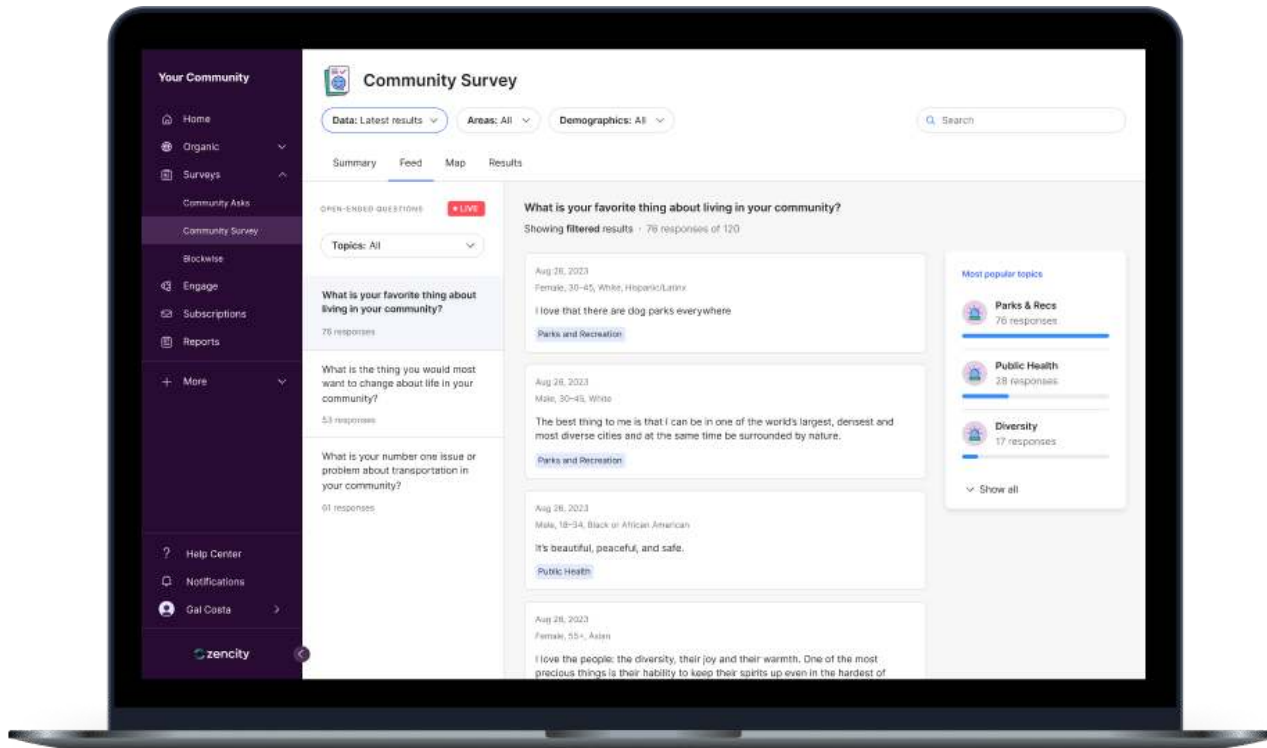 Your Community
Home
Organic
Surveys
Community Asks
Community Survey
Blockwise
Engage
Subscriptions
Reports
More
Help Center
Notifications
Gal Costa
zencity
Community Survey
Data: Latest results
Areas: All
Demographics: All
Search
Summary
Feed
Map
Results
OPEN-ENDED QUESTIONS
LIVE
Topics: All
What is your favorite thing about
living in your community?
76 responses
What is the thing you would most
want to change about life in your
community?
53 responses
What is your number one issue or
problem about transportation in
your community?
61 responses
What is your favorite thing about living in your community?
Showing filtered results · 76 responses of 120
Aug 28, 2023
Female, 30-45, White, Hispanic/Latinx
I love that there are dog parks everywhere
Parks and Recreation
Aug 28, 2023
Male, 30-45, White
The best thing to me is that I can be in one of the world's largest, densest and
most diverse cities and at the same time be surrounded by nature.
Parks and Recreation
Aug 28, 2023
Male, 18-34, Black or African American
It's beautiful, peaceful, and safe.
Public Health
Aug 28, 2023
Female, 55+, Asian
I love the people: the diversity, their joy and their warmth. One of the most
precious things is their hability to keep their spirits up even in the hardest of
Most popular topics
Parks & Recs
76 responses
Public Health
28 responses
Diversity
17 responses
Show all